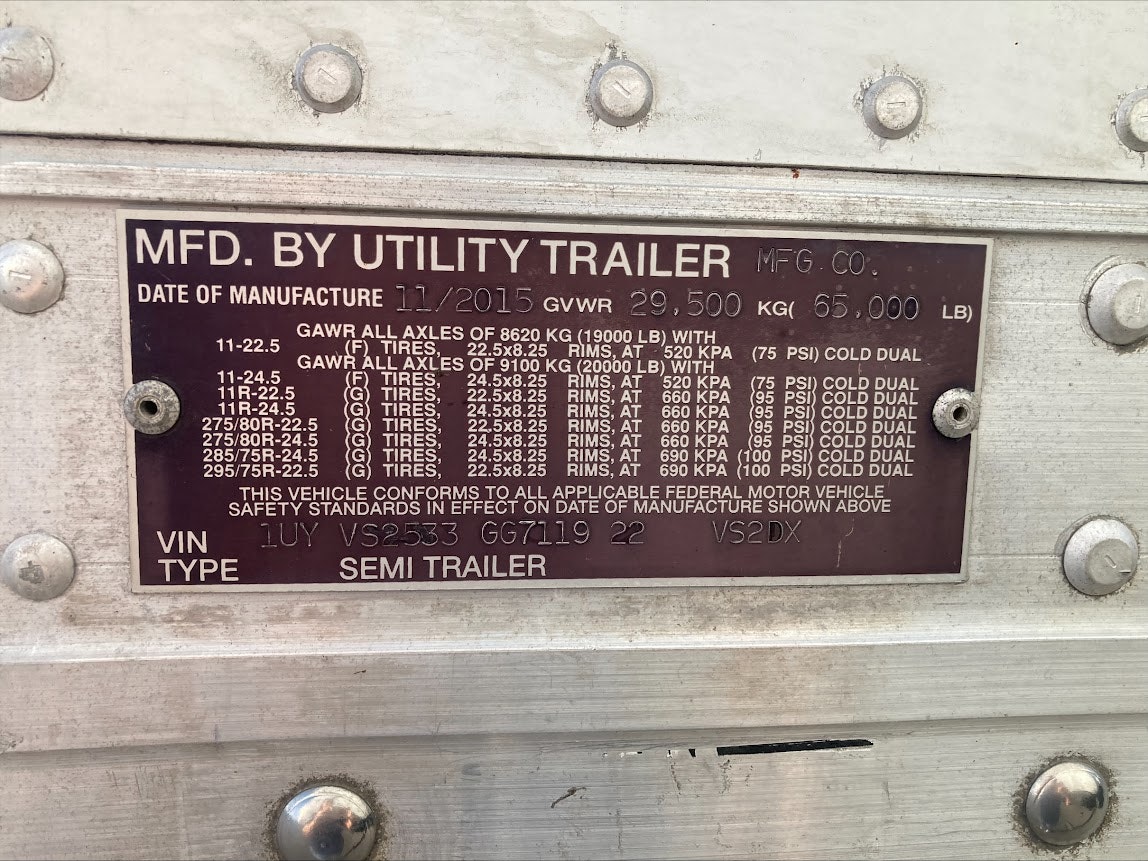 MFD. BY UTILITY TRAILER MFG CO.
DATE OF MANUFACTURE 11/2015 GVWR 29,500 KG( 65,000 LB)
GAWR ALL AXLES OF 8620 KG (19000 LB) WITH
11-22.5 (F) TIRES, 22.5x8.25 RIMS, AT 520 KPA (75 PSI) COLD DUAL
GAWR ALL AXLES OF 9100 KG (20000 LB) WITH
11-24.5 (F) TIRES, 24.5x8.25 RIMS, AT 520 KPA (75 PSI) COLD DUAL
11R-22.5 (G) TIRES, 22.5x8.25 RIMS, AT 660 KPA (95 PSI) COLD DUAL
11R-24.5 (G) TIRES, 24.5x8.25 RIMS, AT 660 KPA (95 PSI) COLD DUAL
275/80R-22.5 (G) TIRES, 22.5x8.25 RIMS, AT 660 KPA (95 PSI) COLD DUAL
275/80R-24.5 (G) TIRES, 24.5x8.25 RIMS, AT 660 KPA (95 PSI) COLD DUAL
285/75R-24.5 (G) TIRES, 24.5x8.25 RIMS, AT 690 KPA (100 PSI) COLD DUAL
295/75R-22.5 (G) TIRES, 22.5x8.25 RIMS, AT 690 KPA (100 PSI) COLD DUAL
THIS VEHICLE CONFORMS TO ALL APPLICABLE FEDERAL MOTOR VEHICLE
SAFETY STANDARDS IN EFFECT ON DATE OF MANUFACTURE SHOWN ABOVE
VIN 1UY VS2533 GG7119 22 VS2DX
TYPE SEMI TRAILER